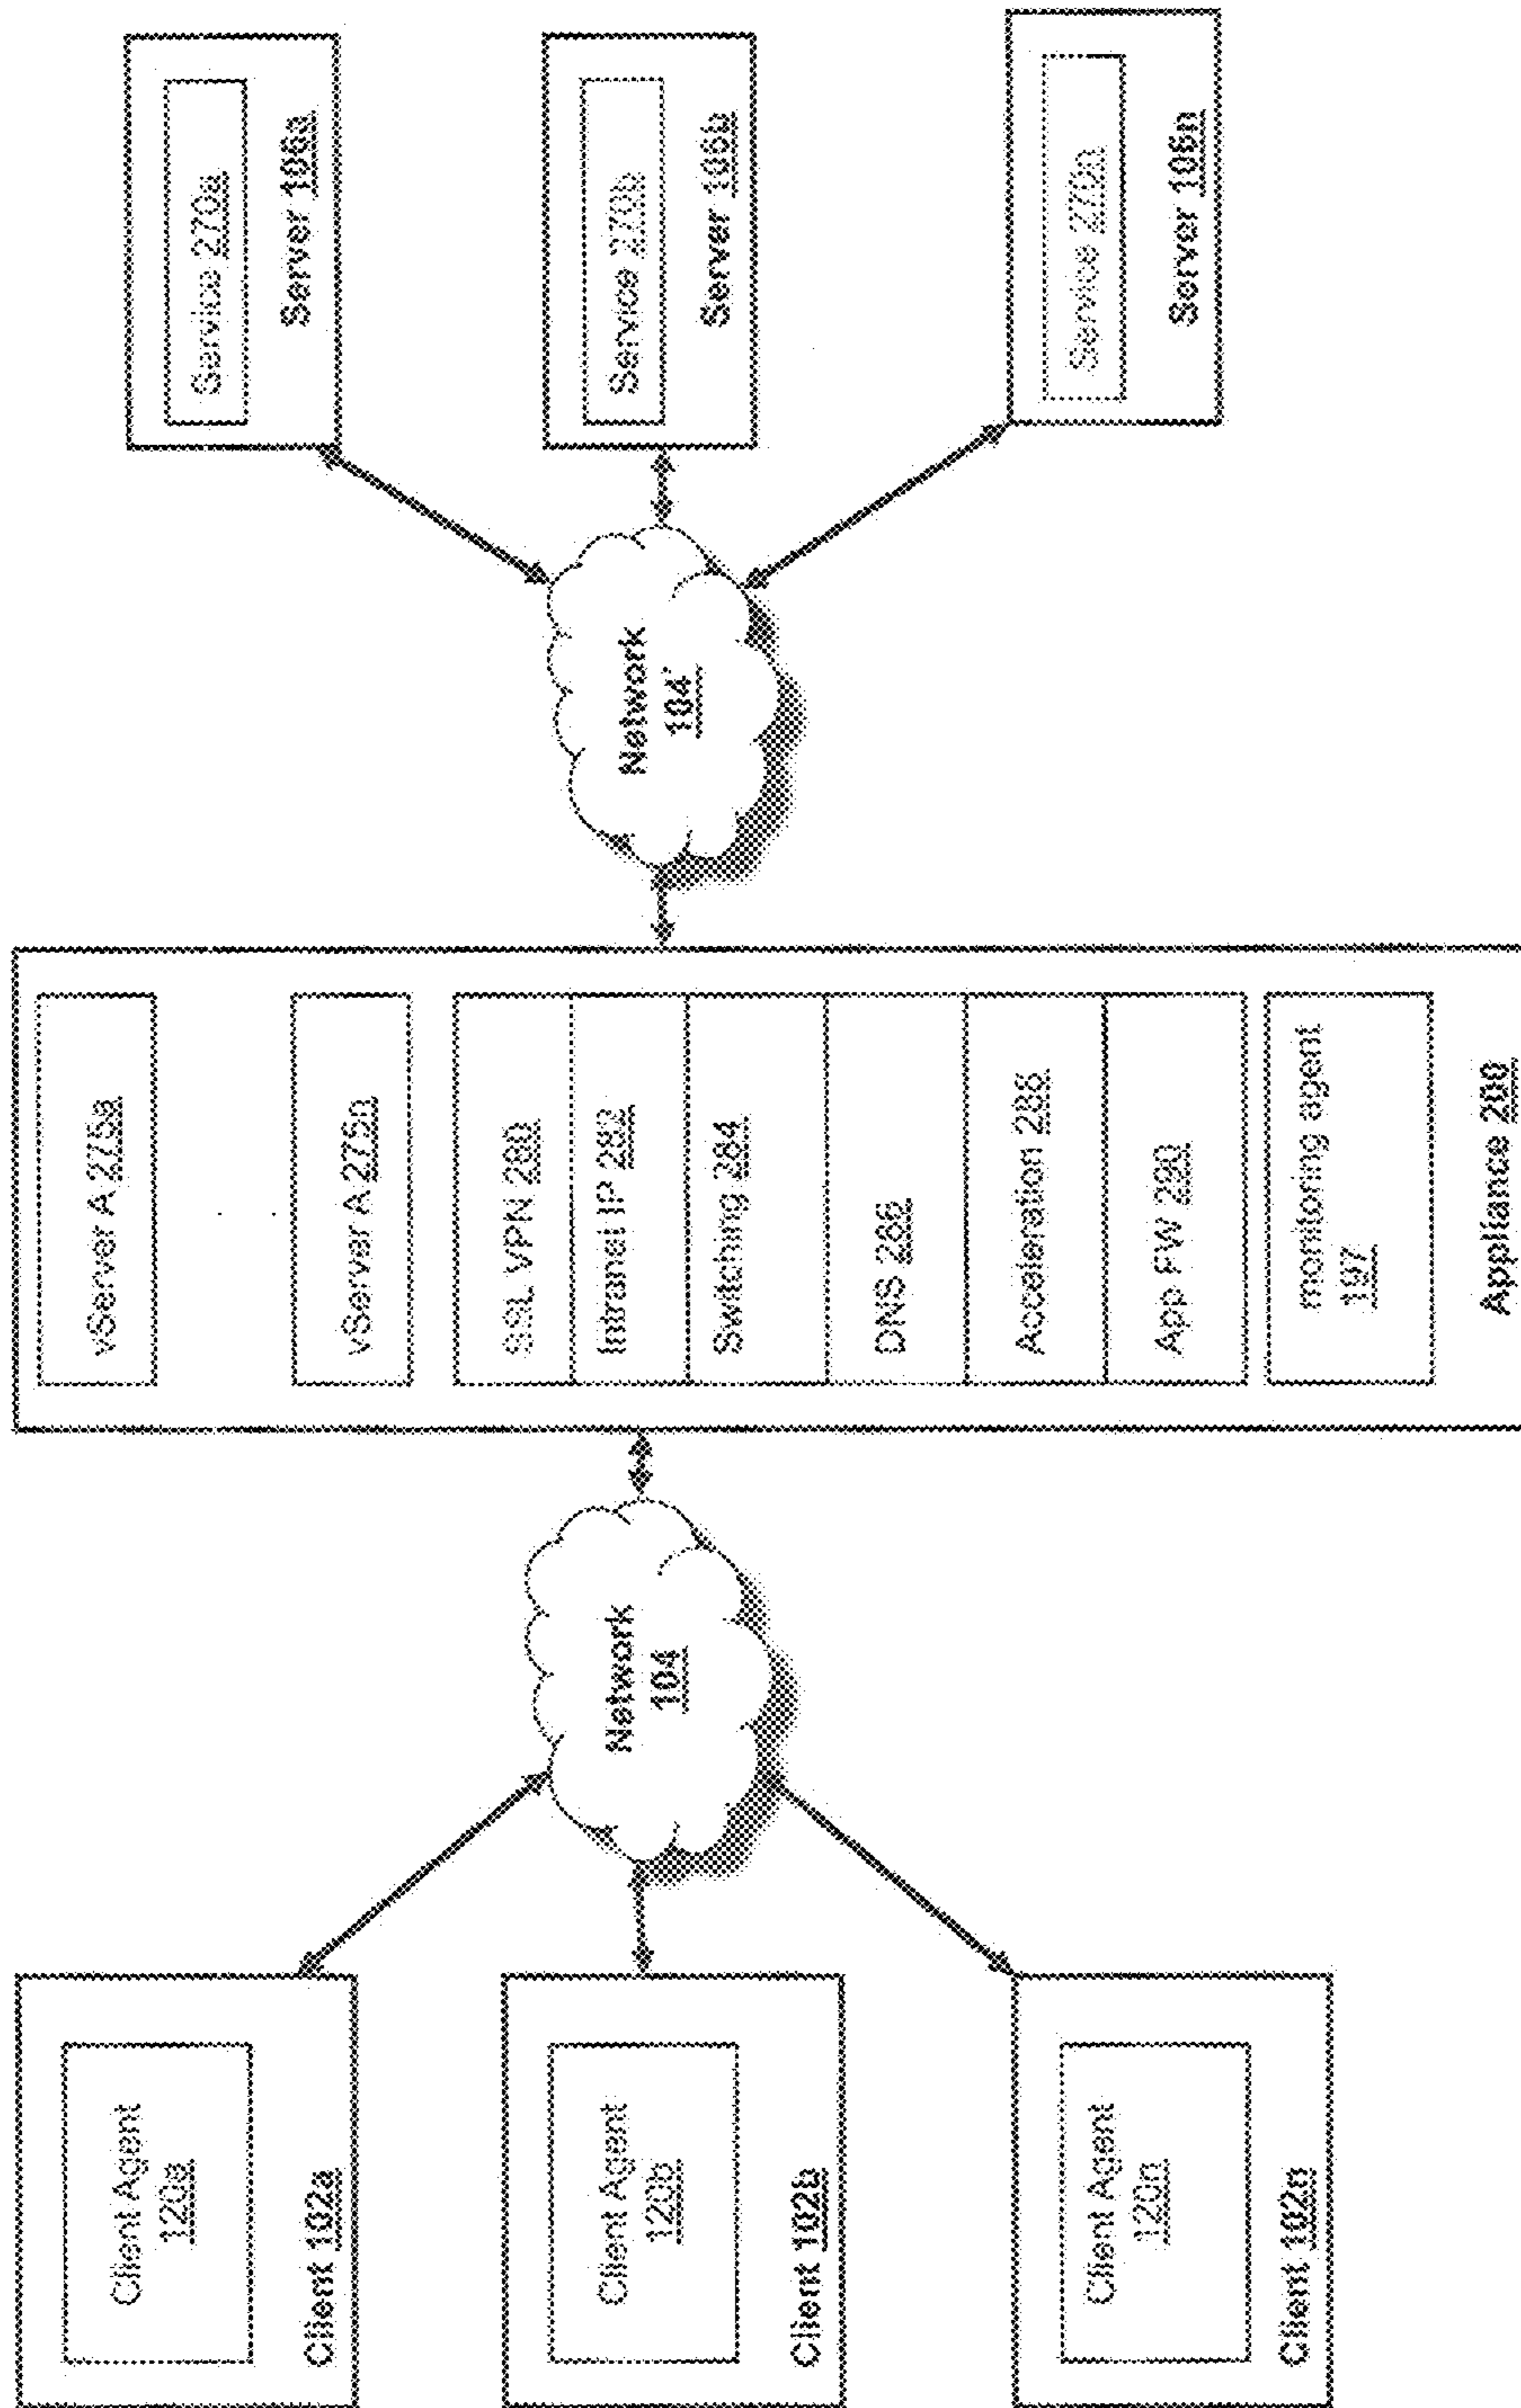 Client Agent
120a
Client 102a
Client Agent
120b
Client 102b
Client Agent
120n
Client 102n
Network
104
vServer A 275a
vServer A 275n
SSL VPN 280
Intranet IP 282
Switching 284
DNS 286
Acceleration 288
App FW 290
monitoring agent
197
Appliance 200
Network
104'
Service 270a
Server 106a
Service 270b
Server 106b
Service 270n
Server 106n